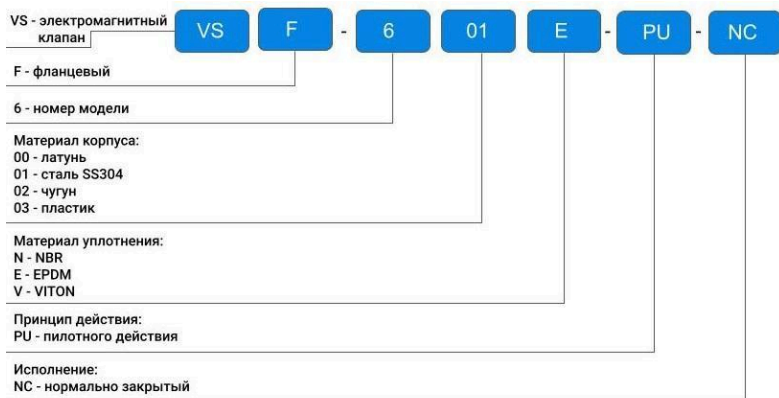 VS - электромагнитный
клапан
VS F - 6 01 E - PU - NC
F - фланцевый
6 - номер модели
Материал корпуса:
00 - латунь
01 - сталь SS304
02 - чугун
03 - пластик
Материал уплотнения:
N - NBR
E - EPDM
V - VITON
Принцип действия:
PU - пилотного действия
Исполнение:
NC - нормально закрытый